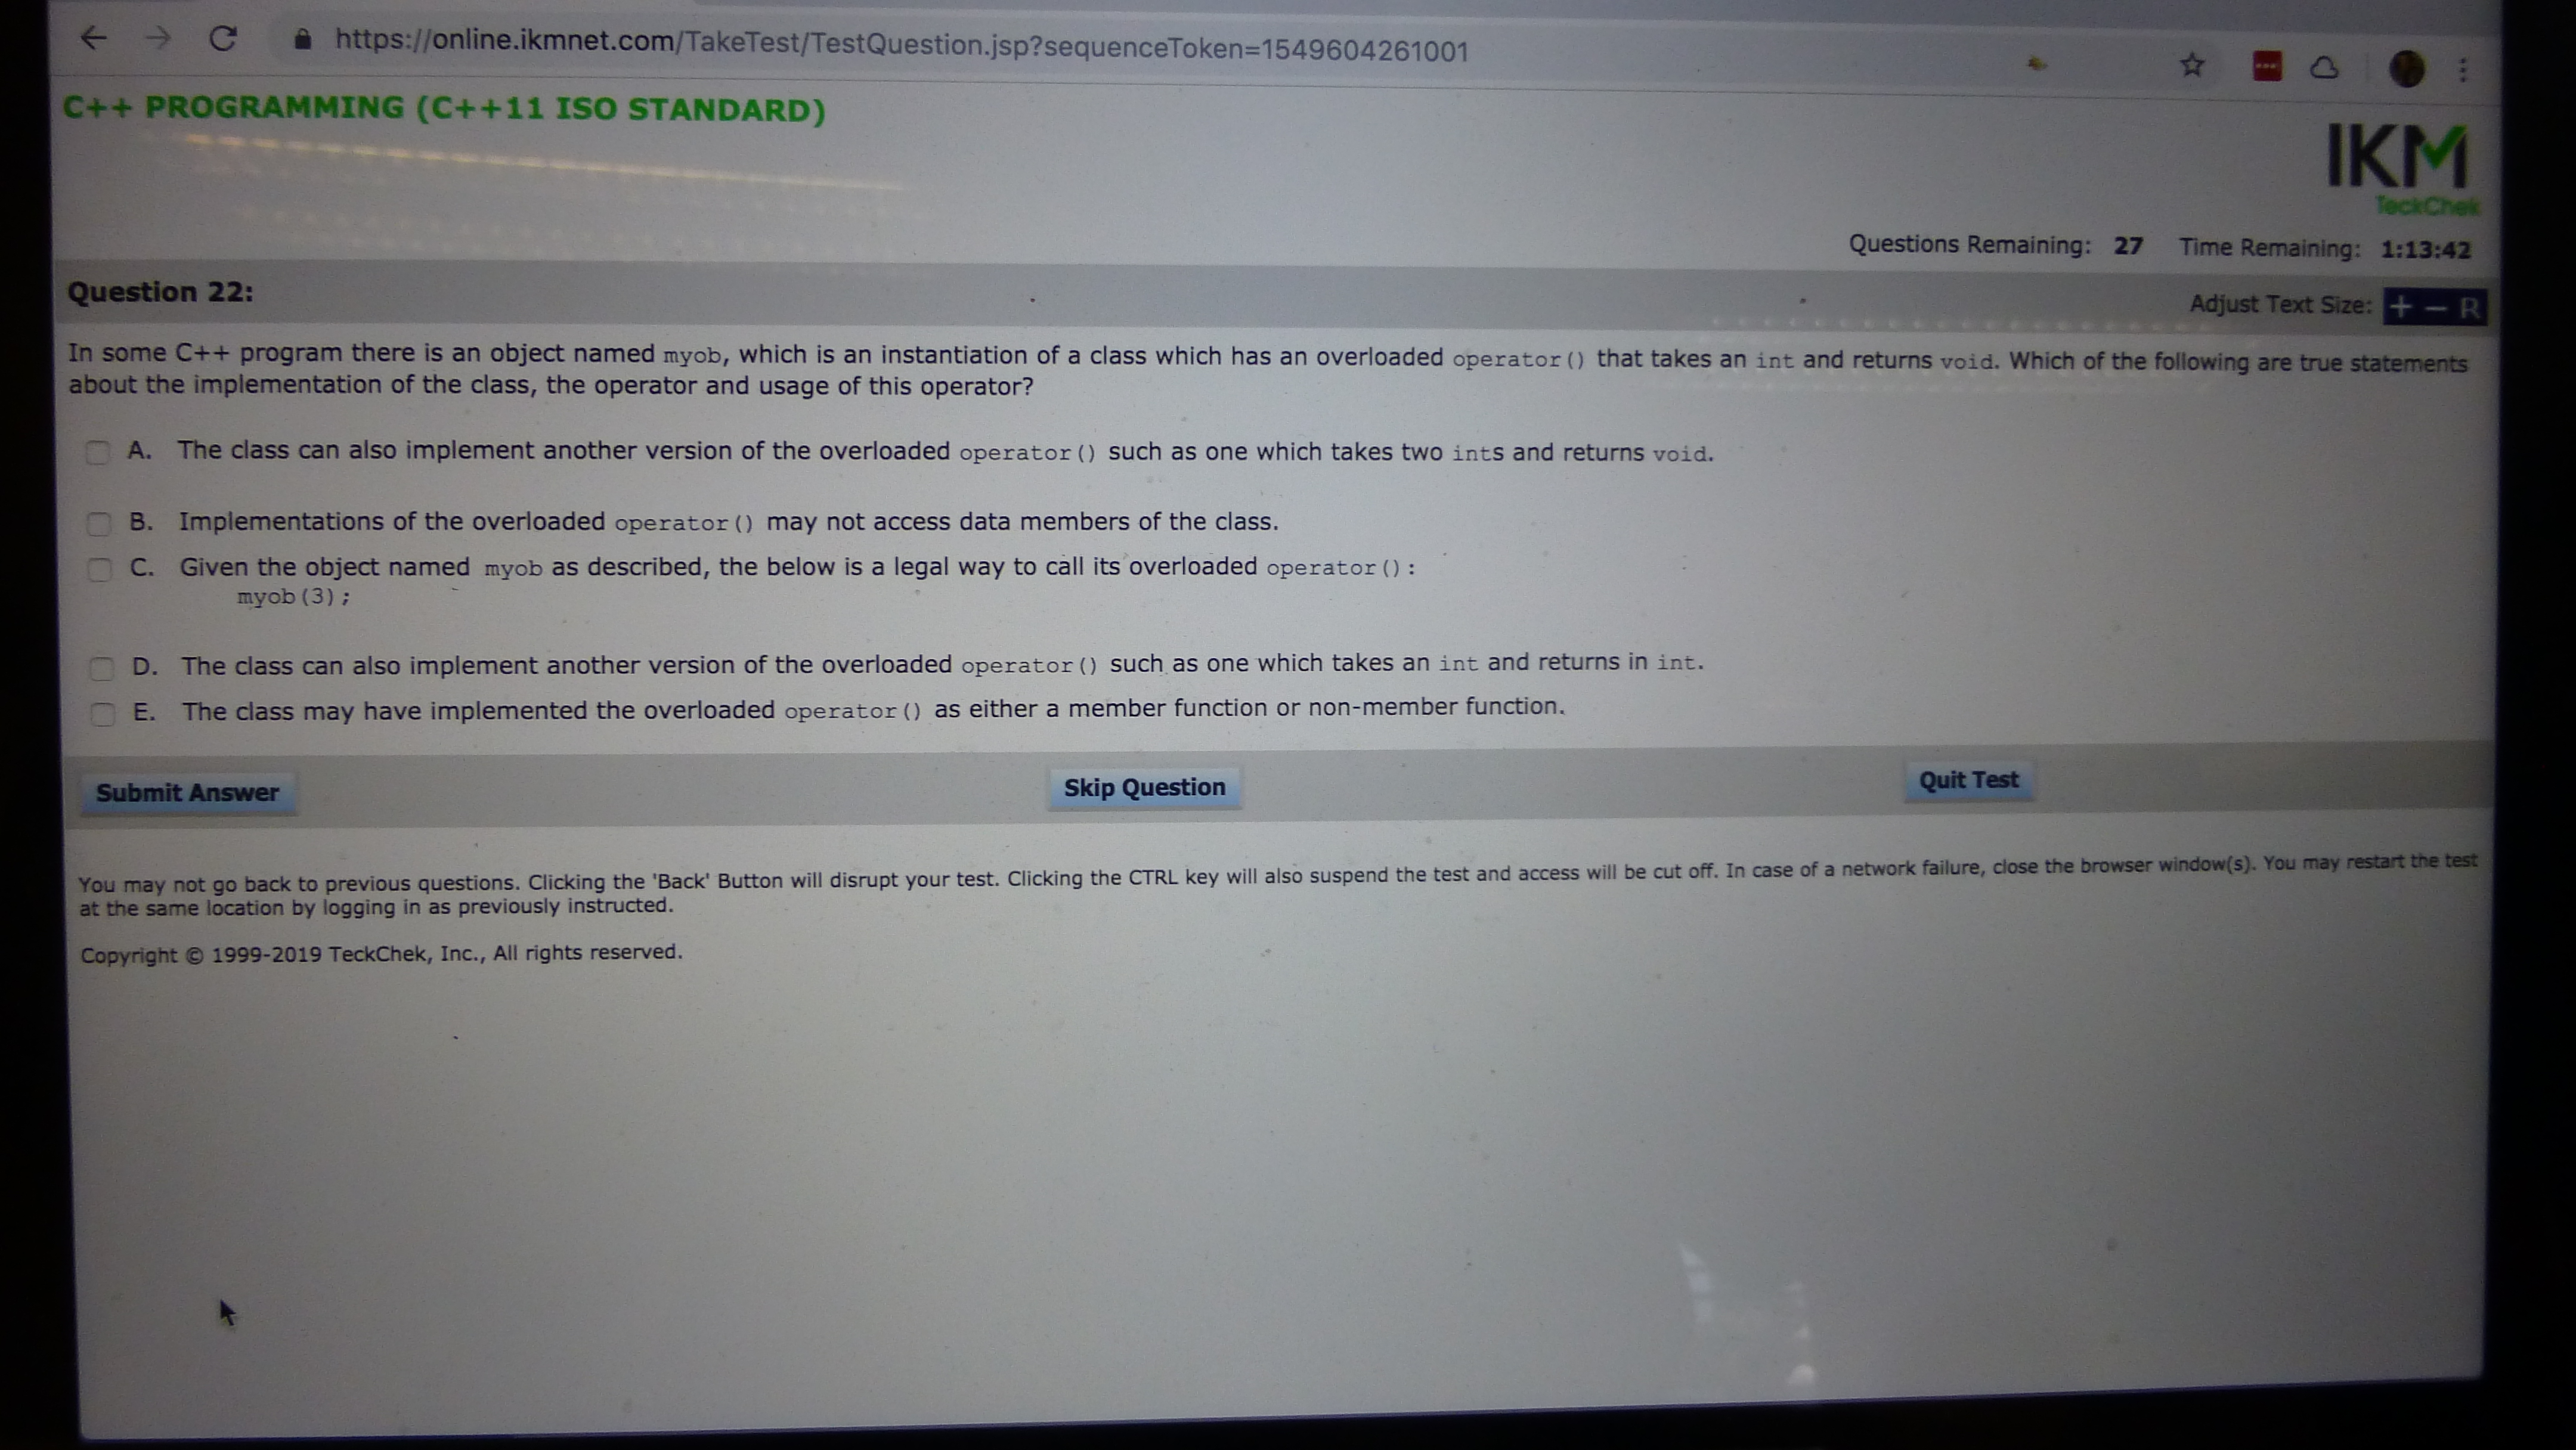 https://online.ikmnet.com/TakeTest/TestQuestion.jsp?sequenceToken=1549604261001
C++ PROGRAMMING (C++11 ISO STANDARD)
IKM
TeckChek
Questions Remaining: 27 Time Remaining: 1:13:42
Question 22:
Adjust Text Size: + - R
In some C++ program there is an object named myob, which is an instantiation of a class which has an overloaded operator() that takes an int and returns void. Which of the following are true statements
about the implementation of the class, the operator and usage of this operator?
A. The class can also implement another version of the overloaded operator() such as one which takes two ints and returns void.
B. Implementations of the overloaded operator() may not access data members of the class.
C. Given the object named myob as described, the below is a legal way to call its overloaded operator():
myob(3);
D. The class can also implement another version of the overloaded operator() such as one which takes an int and returns in int.
E. The class may have implemented the overloaded operator() as either a member function or non-member function.
Submit Answer
Skip Question
Quit Test
You may not go back to previous questions. Clicking the 'Back' Button will disrupt your test. Clicking the CTRL key will also suspend the test and access will be cut off. In case of a network failure, close the browser window(s). You may restart the test
at the same location by logging in as previously instructed.
Copyright © 1999-2019 TeckChek, Inc., All rights reserved.